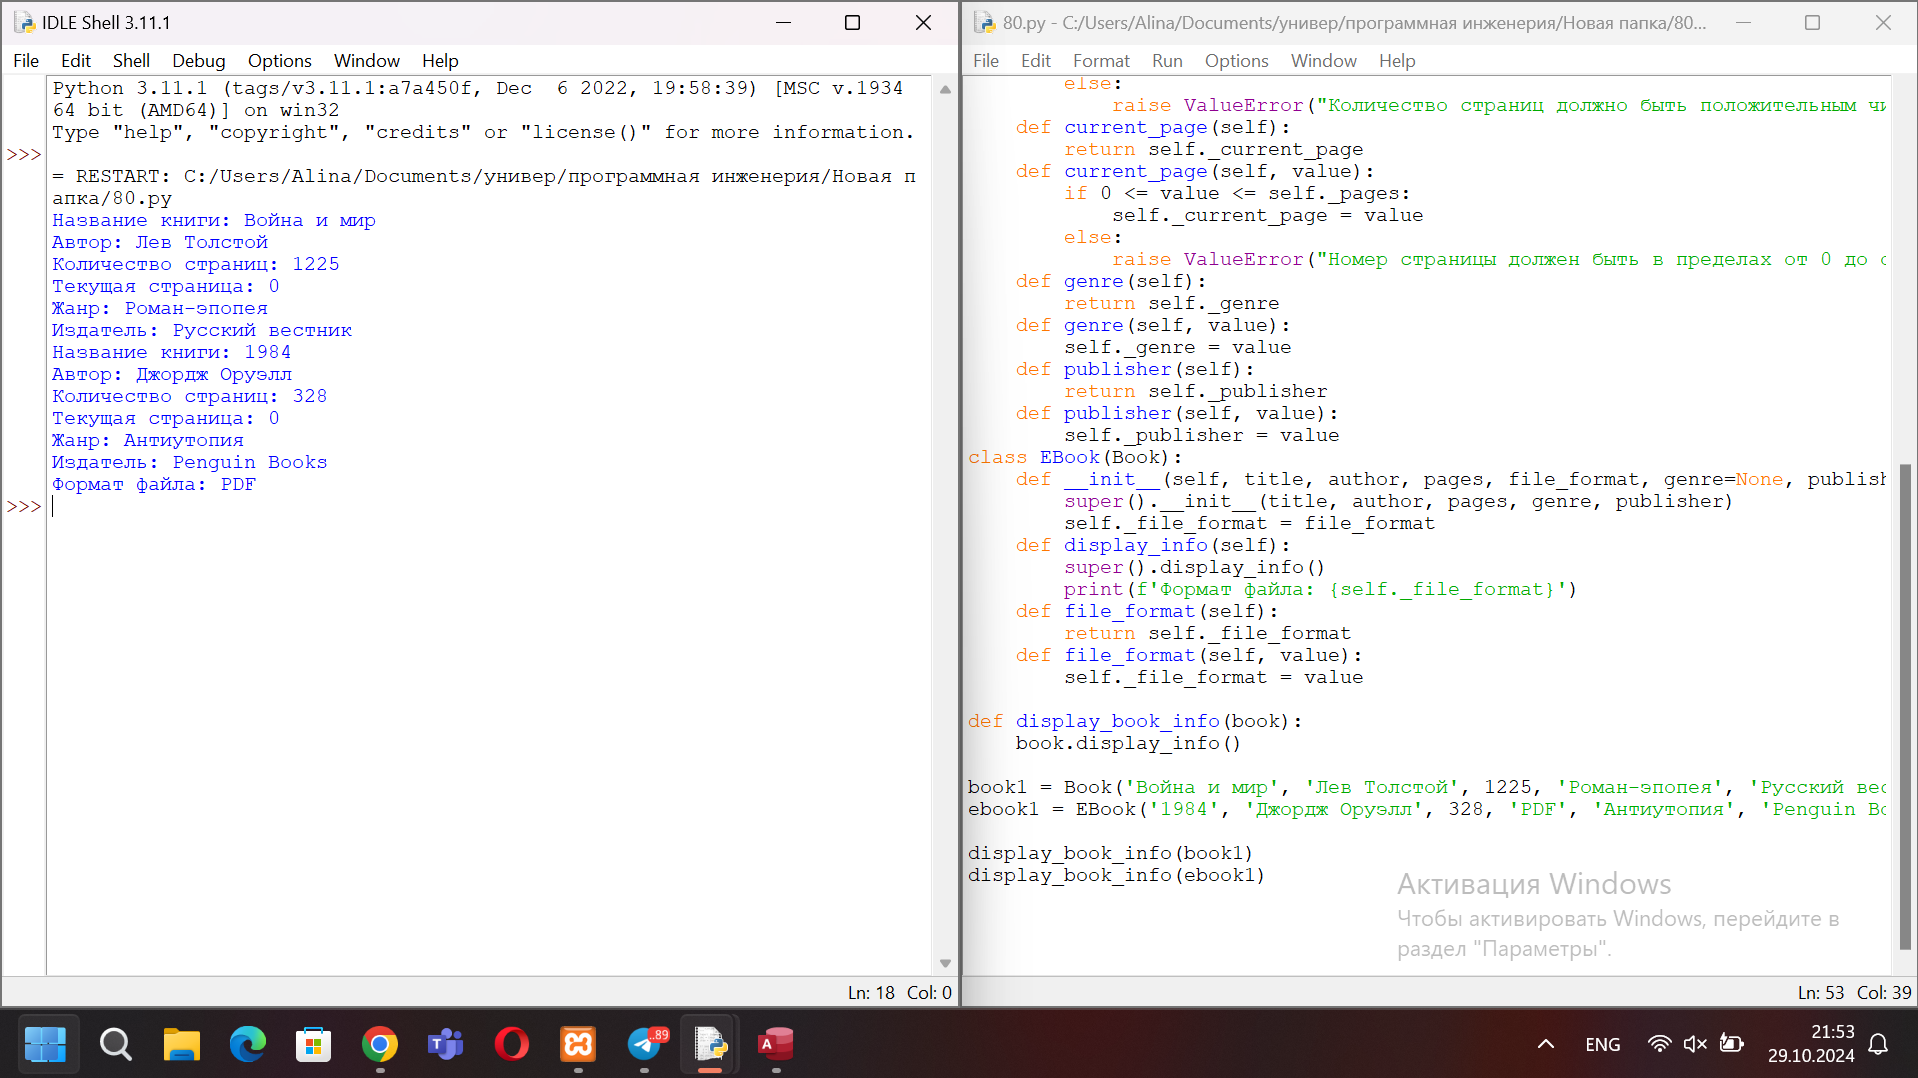 IDLE Shell 3.11.1
File Edit Shell Debug Options Window Help
Python 3.11.1 (tags/v3.11.1:a7a450f, Dec  6 2022, 19:58:39) [MSC v.1934
64 bit (AMD64)] on win32
Type "help", "copyright", "credits" or "license()" for more information.
>>>
= RESTART: C:/Users/Alina/Documents/универ/программная инженерия/Новая п
апка/80.py
Название книги: Война и мир
Автор: Лев Толстой
Количество страниц: 1225
Текущая страница: 0
Жанр: Роман-эпопея
Издатель: Русский вестник
Название книги: 1984
Автор: Джордж Оруэлл
Количество страниц: 328
Текущая страница: 0
Жанр: Антиутопия
Издатель: Penguin Books
Формат файла: PDF
>>>
Ln: 18 Col: 0
80.py - C:/Users/Alina/Documents/универ/программная инженерия/Новая папка/80...
File Edit Format Run Options Window Help
        else:
            raise ValueError("Количество страниц должно быть положительным
    def current_page(self):
        return self._current_page
    def current_page(self, value):
        if 0 <= value <= self._pages:
            self._current_page = value
        else:
            raise ValueError("Номер страницы должен быть в пределах от 0 до
    def genre(self):
        return self._genre
    def genre(self, value):
        self._genre = value
    def publisher(self):
        return self._publisher
    def publisher(self, value):
        self._publisher = value
class EBook(Book):
    def __init__(self, title, author, pages, file_format, genre=None, publish
        super().__init__(title, author, pages, genre, publisher)
        self._file_format = file_format
    def display_info(self):
        super().display_info()
        print(f'Формат файла: {self._file_format}')
    def file_format(self):
        return self._file_format
    def file_format(self, value):
        self._file_format = value
def display_book_info(book):
    book.display_info()
book1 = Book('Война и мир', 'Лев Толстой', 1225, 'Роман-эпопея', 'Русский вес
ebook1 = EBook('1984', 'Джордж Оруэлл', 328, 'PDF', 'Антиутопия', 'Penguin Bo
display_book_info(book1)
display_book_info(ebook1)
Активация Windows
Чтобы активировать Windows, перейдите в
раздел "Параметры".
Ln: 53 Col: 39
..89
ENG
21:53
29.10.2024